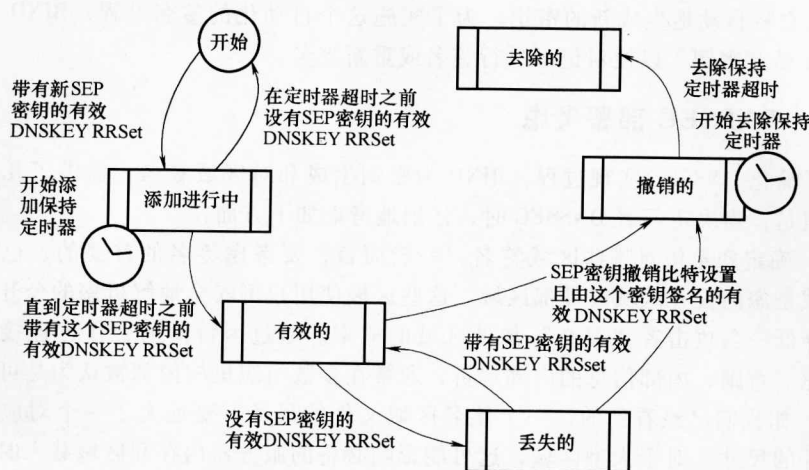 开始
去除的
带有新SEP
密钥的有效
DNSKEY RRSet
在定时器超时之前
设有SEP密钥的有效
DNSKEY RRSet
去除保持
定时器超时
开始去除保持
定时器
开始添
加保持
定时器
添加进行中
撤销的
直到定时器超时之前
带有这个SEP密钥的
有效DNSKEY RRSet
有效的
SEP密钥撤销比特设置
且由这个密钥签名的有
效DNSKEY RRSet
带有SEP密钥的有效
DNSKEY RRSet
没有SEP密钥的
有效DNSKEY RRSet
丢失的